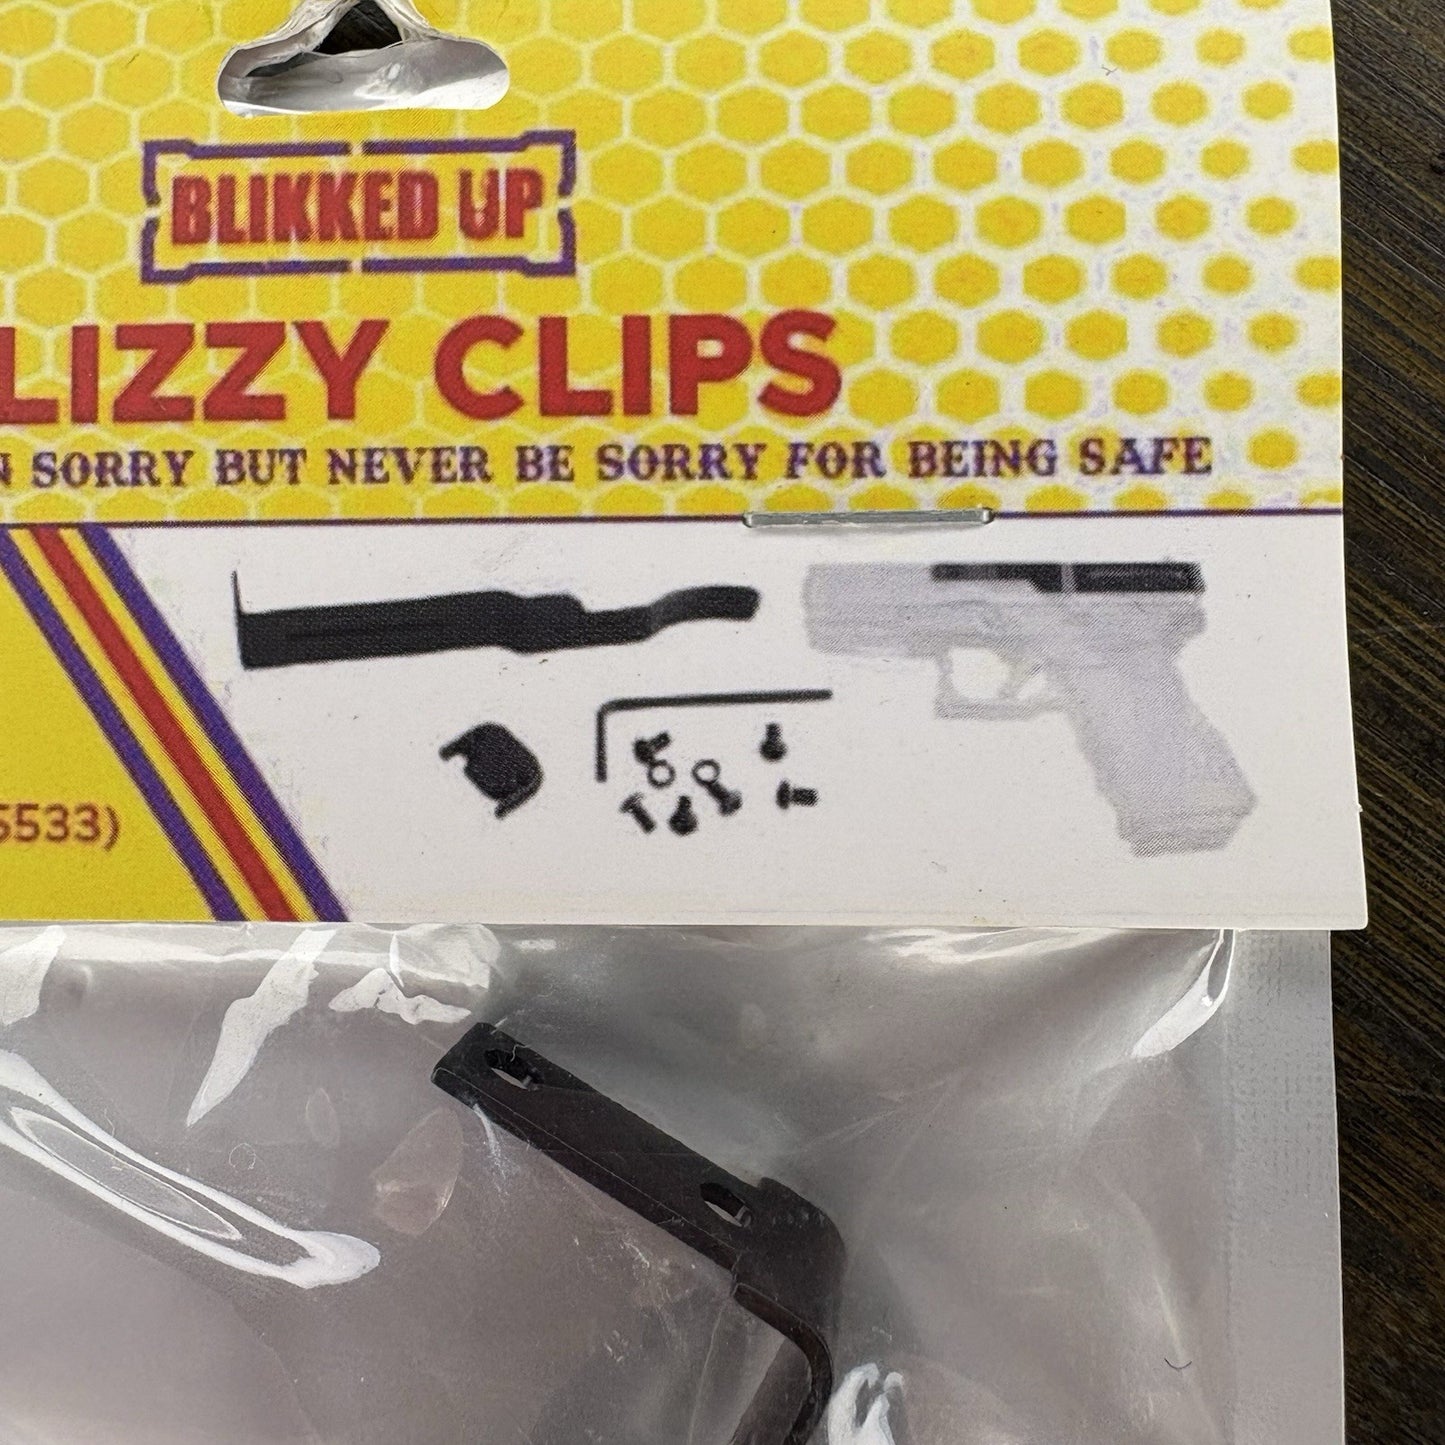 BLIKKED UP
LIZZY CLIPS
N SORRY BUT NEVER BE SORRY FOR BEING SAFE
5533)